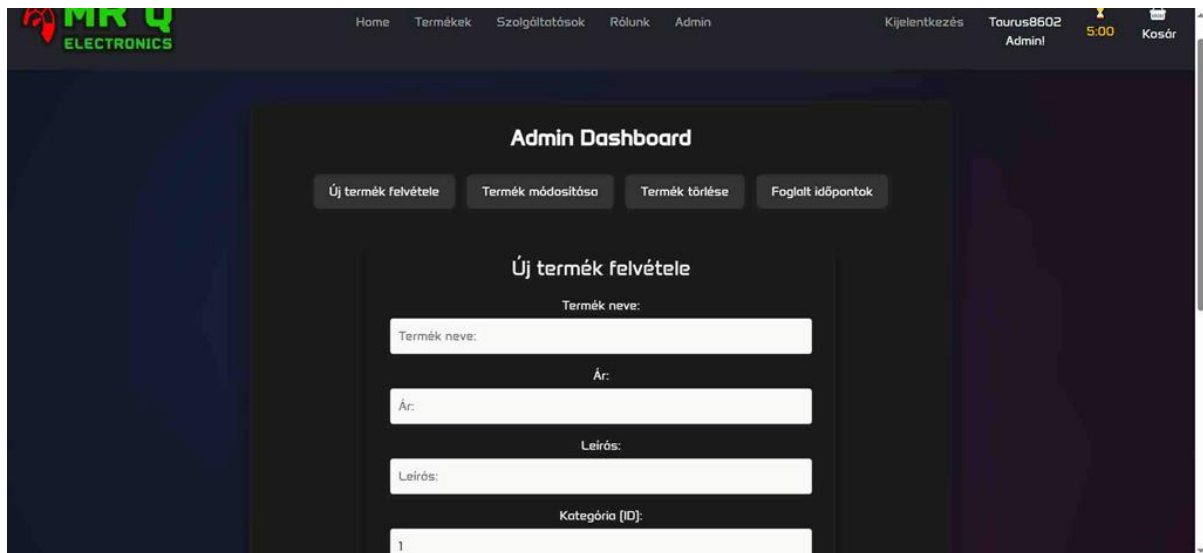 MR Q
ELECTRONICS
Home Termékek Szolgáltatások Rólunk Admin Kijelentkezés Taurus8602 Admin! 5:00 Kosár
Admin Dashboard
Új termék felvétele Termék módosítása Termék törlése Foglalt időpontok
Új termék felvétele
Termék neve:
Termék neve:
Ár:
Ár:
Leírás:
Leírás:
Kategória (ID):
1